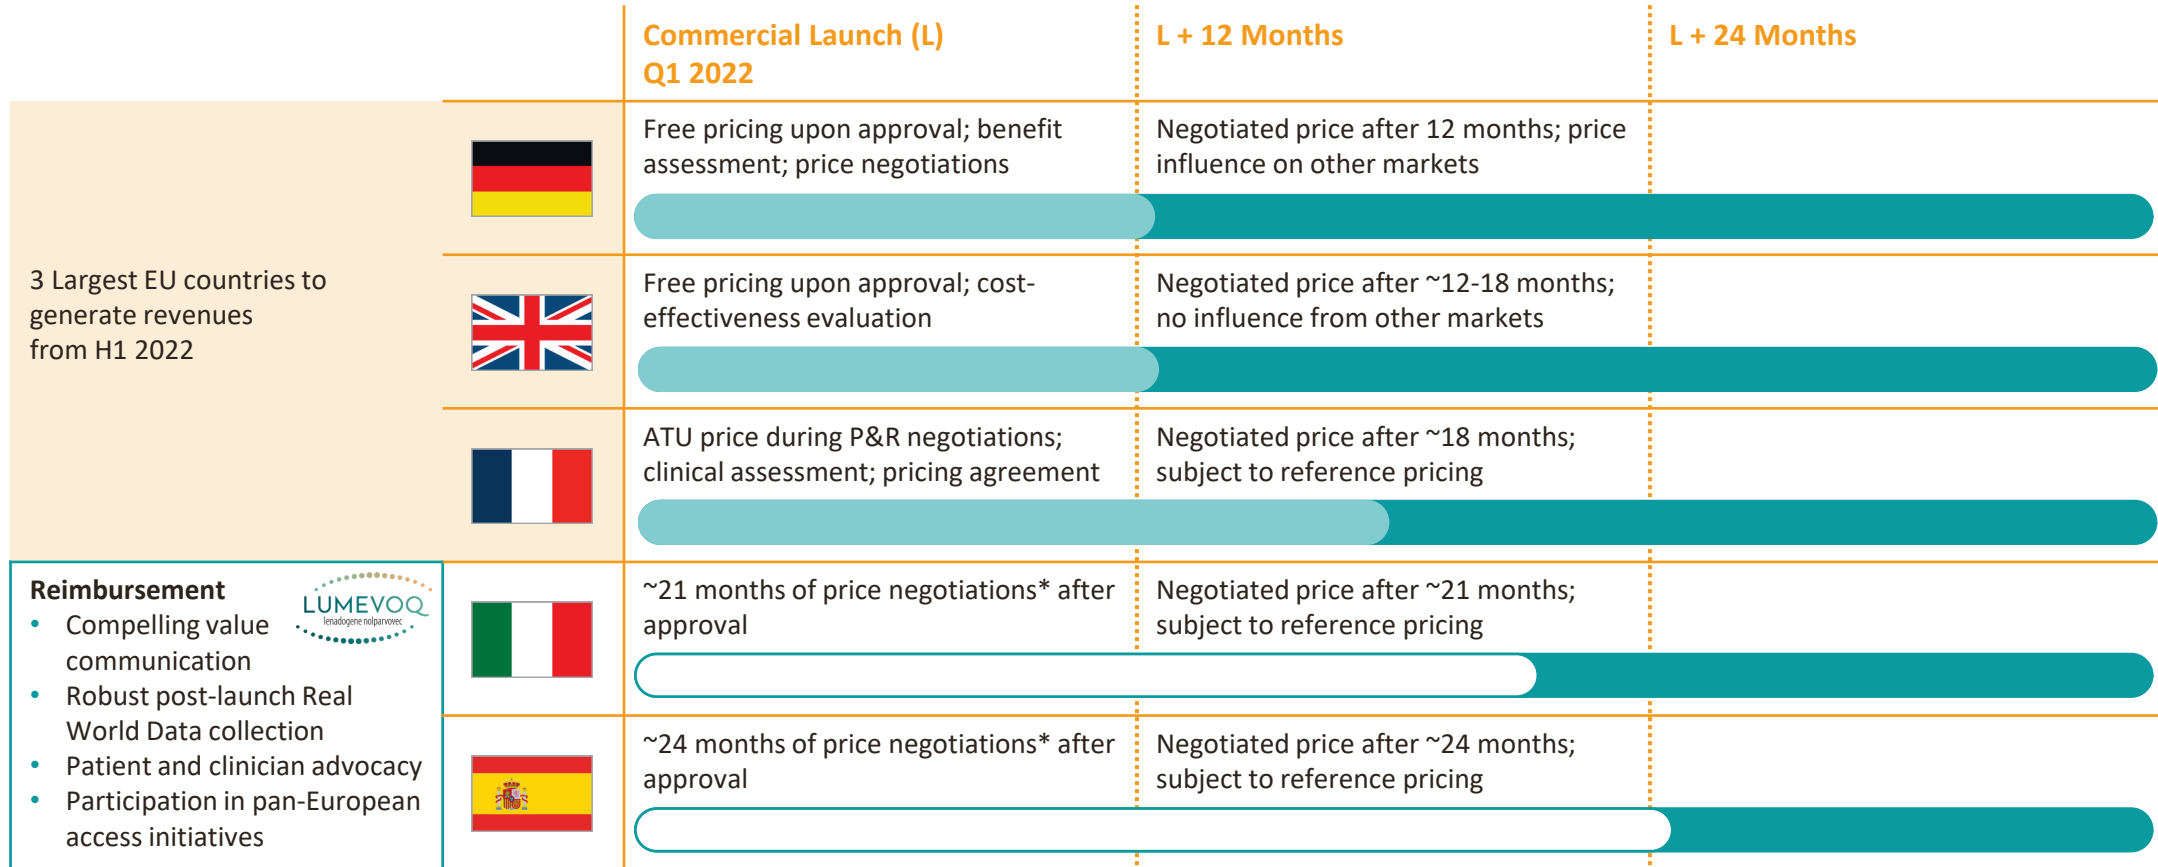 Commercial Launch (L)
Q1 2022
L + 12 Months
L + 24 Months
3 Largest EU countries to
generate revenues
from H1 2022
Free pricing upon approval; benefit
assessment; price negotiations
Negotiated price after 12 months; price
influence on other markets
Free pricing upon approval; cost-
effectiveness evaluation
Negotiated price after ~12-18 months;
no influence from other markets
ATU price during P&R negotiations;
clinical assessment; pricing agreement
Negotiated price after ~18 months;
subject to reference pricing
Reimbursement
LUMEVOQ
lenadogene nolparvovec
• Compelling value
communication
• Robust post-launch Real
World Data collection
• Patient and clinician advocacy
• Participation in pan-European
access initiatives
~21 months of price negotiations* after
approval
Negotiated price after ~21 months;
subject to reference pricing
~24 months of price negotiations* after
approval
Negotiated price after ~24 months;
subject to reference pricing